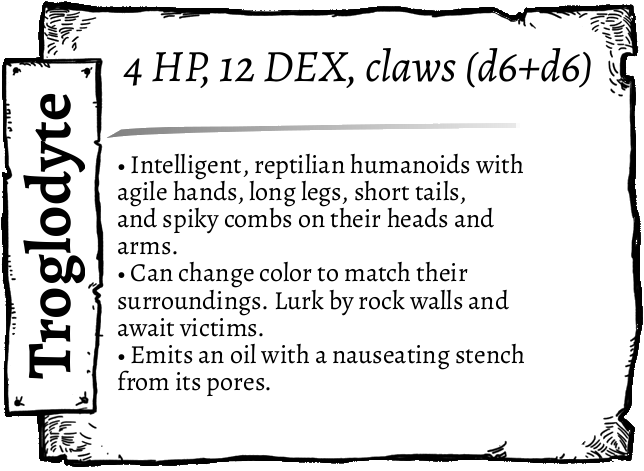 Troglodyte
4 HP, 12 DEX, claws (d6+d6)
• Intelligent, reptilian humanoids with
agile hands, long legs, short tails,
and spiky combs on their heads and
arms.
• Can change color to match their
surroundings. Lurk by rock walls and
await victims.
• Emits an oil with a nauseating stench
from its pores.